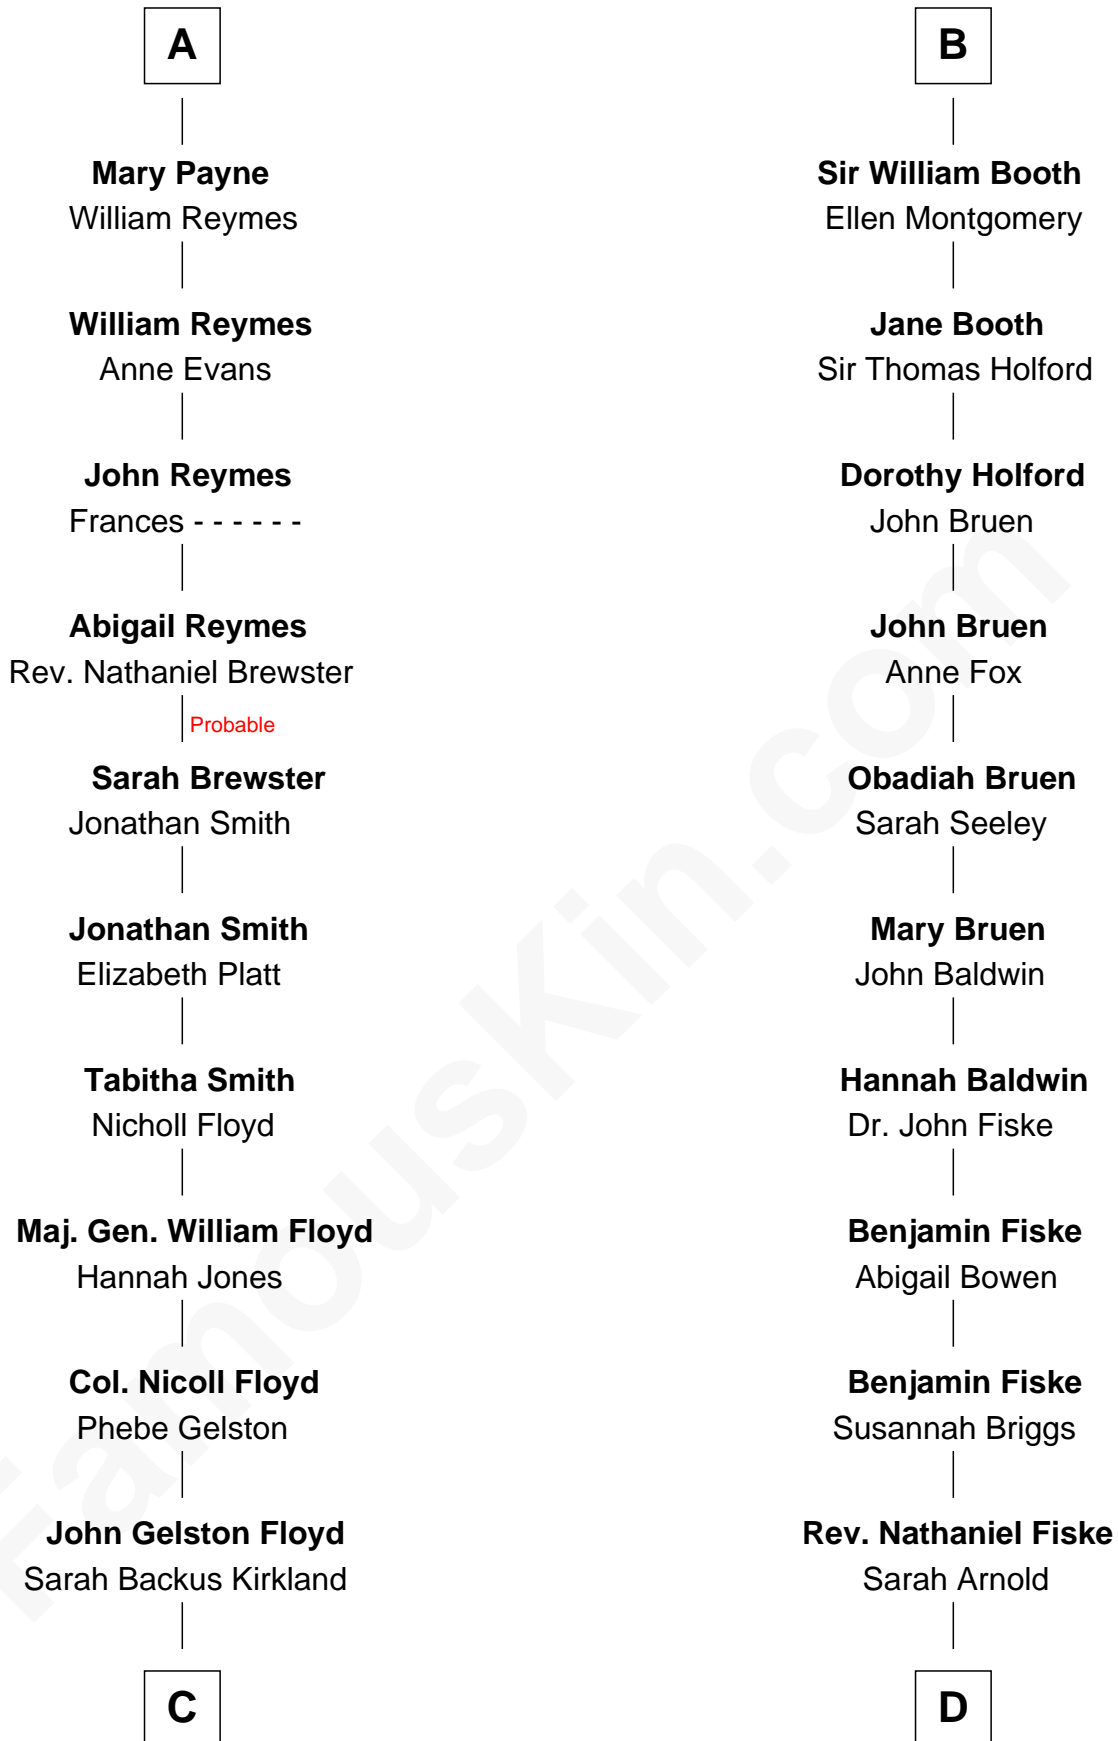 A
Mary Payne
William Reymes
William Reymes
Anne Evans
John Reymes
Frances - - - - - -
Abigail Reymes
Rev. Nathaniel Brewster
Probable
Sarah Brewster
Jonathan Smith
Jonathan Smith
Elizabeth Platt
Tabitha Smith
Nicholl Floyd
Maj. Gen. William Floyd
Hannah Jones
Col. Nicoll Floyd
Phebe Gelston
John Gelston Floyd
Sarah Backus Kirkland
C
B
Sir William Booth
Ellen Montgomery
Jane Booth
Sir Thomas Holford
Dorothy Holford
John Bruen
John Bruen
Anne Fox
Obadiah Bruen
Sarah Seeley
Mary Bruen
John Baldwin
Hannah Baldwin
Dr. John Fiske
Benjamin Fiske
Abigail Bowen
Benjamin Fiske
Susannah Briggs
Rev. Nathaniel Fiske
Sarah Arnold
D
FamousKin.com